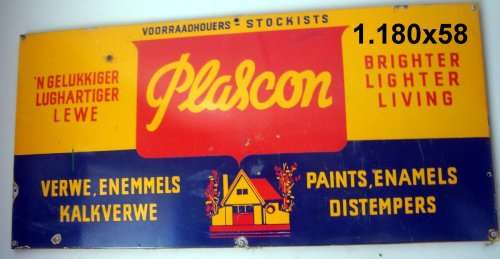 VOORRAADHOUERS - STOCKISTS
1.180x58
'N GELUKKIGER
LUGHARTIGER
LEWE
Plascon
BRIGHTER
LIGHTER
LIVING
VERWE, ENEMMELS
KALKVERWE
PAINTS, ENAMELS
DISTEMPERS